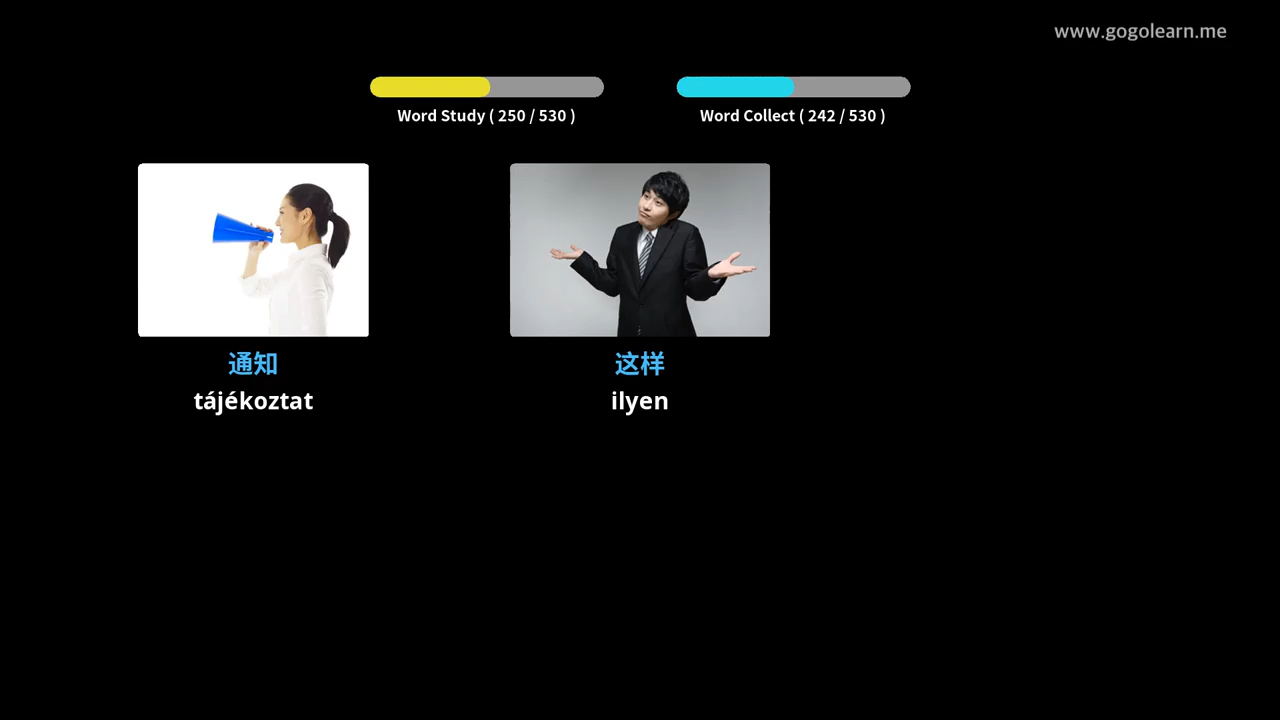 www.gogolearn.me
Word Study ( 250 / 530 )
Word Collect ( 242 / 530 )
通知
tájékoztat
这样
ilyen